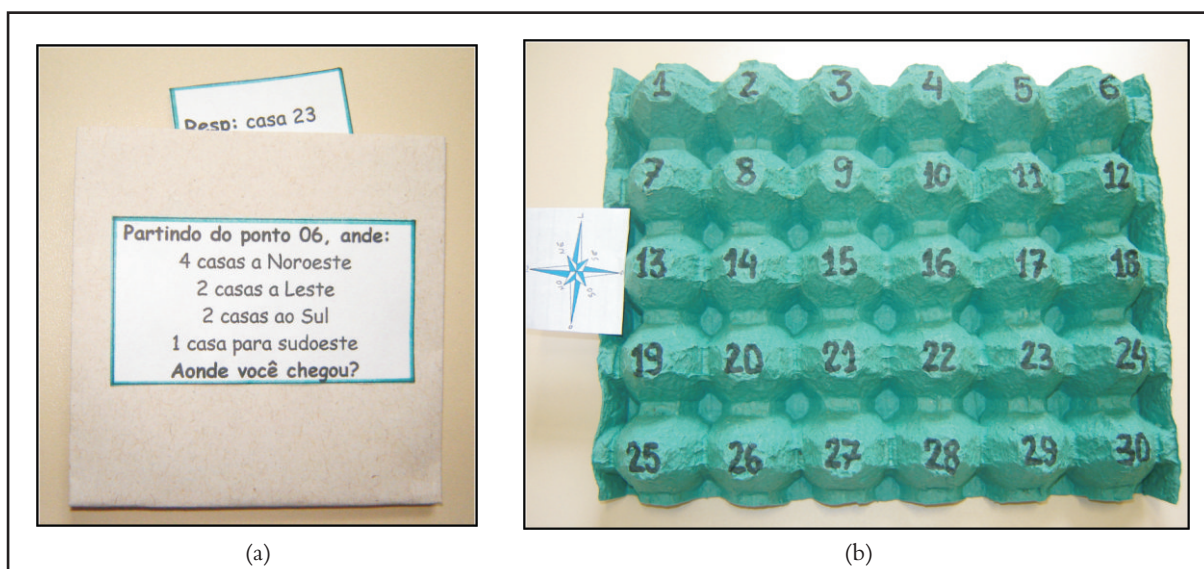 Resp: casa 23
Partindo do ponto 06, ande:
4 casas a Noroeste
2 casas a Leste
2 casas ao Sul
1 casa para sudoeste
Aonde você chegou?
(a)
1 2 3 4 5 6
7 8 9 10 11 12
13 14 15 16 17 18
19 20 21 22 23 24
25 26 27 28 29 30
(b)